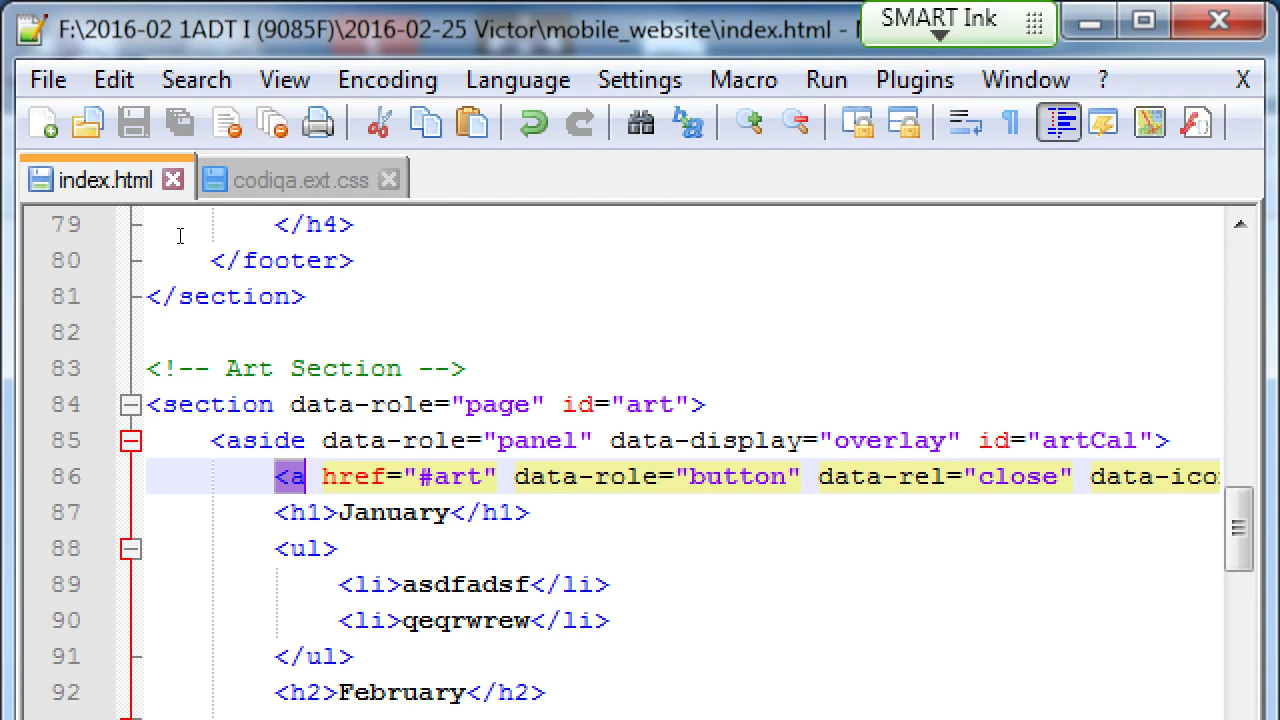 F:\2016-02 1ADT I (9085F)\2016-02-25 Victor\mobile_website\index.html -
SMART Ink
File Edit Search View Encoding Language Settings Macro Run Plugins Window ? X
index.html codiqa.ext.css
79 </h4>
80 </footer>
81 </section>
82
83 <!-- Art Section -->
84 <section data-role="page" id="art">
85 <aside data-role="panel" data-display="overlay" id="artCal">
86 <a href="#art" data-role="button" data-rel="close" data-ico
87 <h1>January</h1>
88 <ul>
89 <li>asdfadsf</li>
90 <li>qeqrwrew</li>
91 </ul>
92 <h2>February</h2>